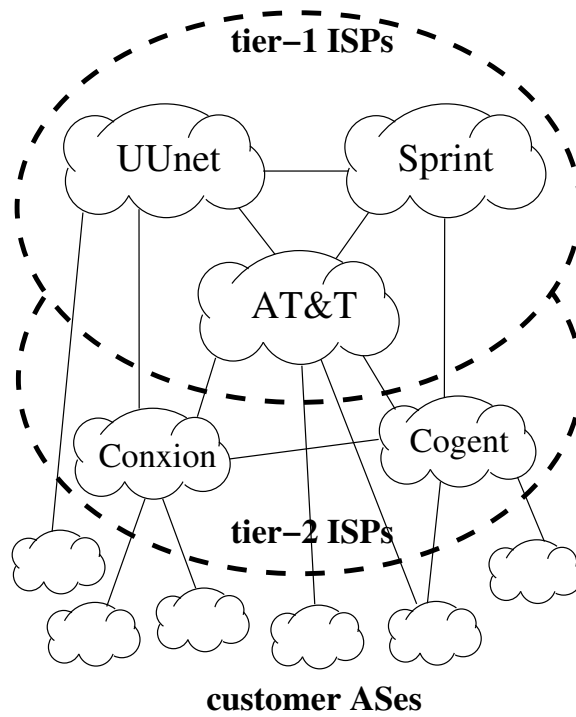 tier−1 ISPs
UUnet
Sprint
AT&T
Conxion
Cogent
tier−2 ISPs
customer ASes